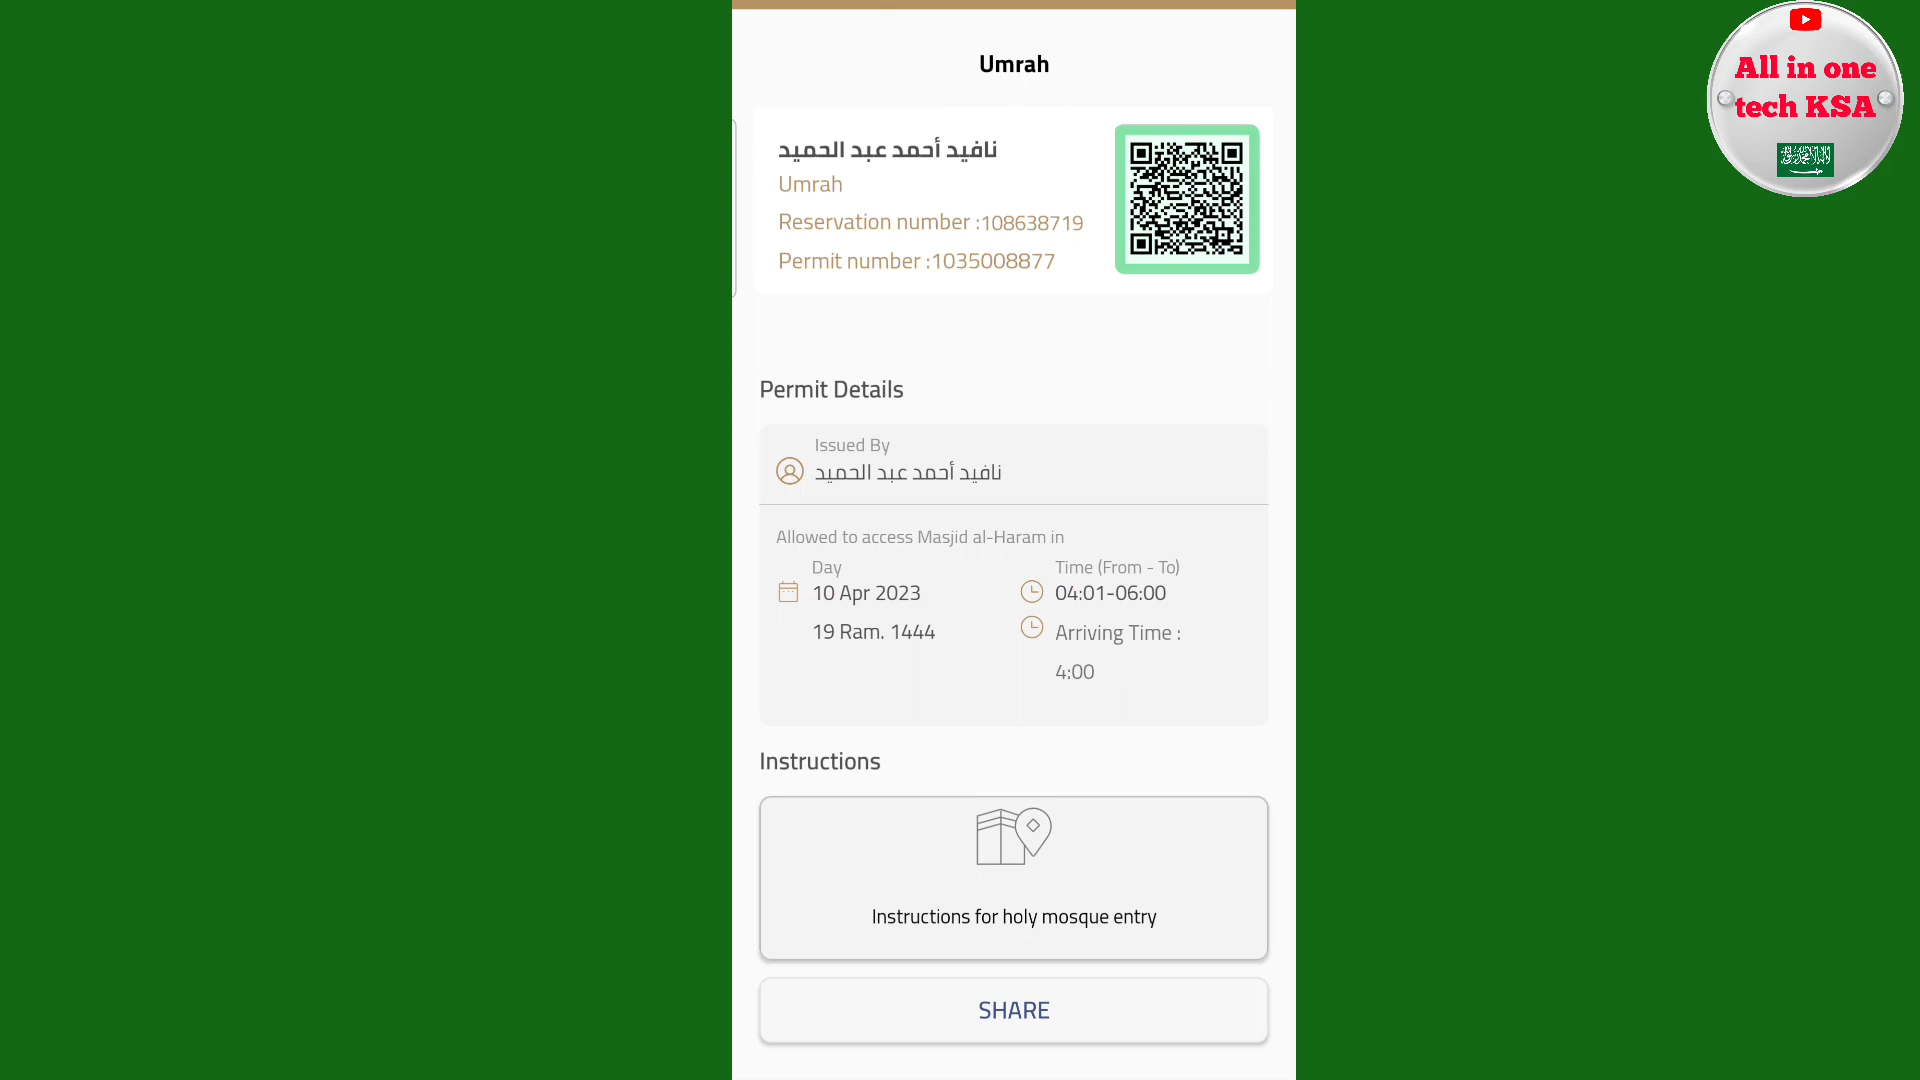 Umrah
نافيد أحمد عبد الحميد
Umrah
Reservation number :108638719
Permit number :1035008877
Permit Details
Issued By
نافيد أحمد عبد الحميد
Allowed to access Masjid al-Haram in
Day
10 Apr 2023
19 Ram. 1444
Time (From - To)
04:01-06:00
Arriving Time :
4:00
Instructions
Instructions for holy mosque entry
SHARE
All in one
tech KSA